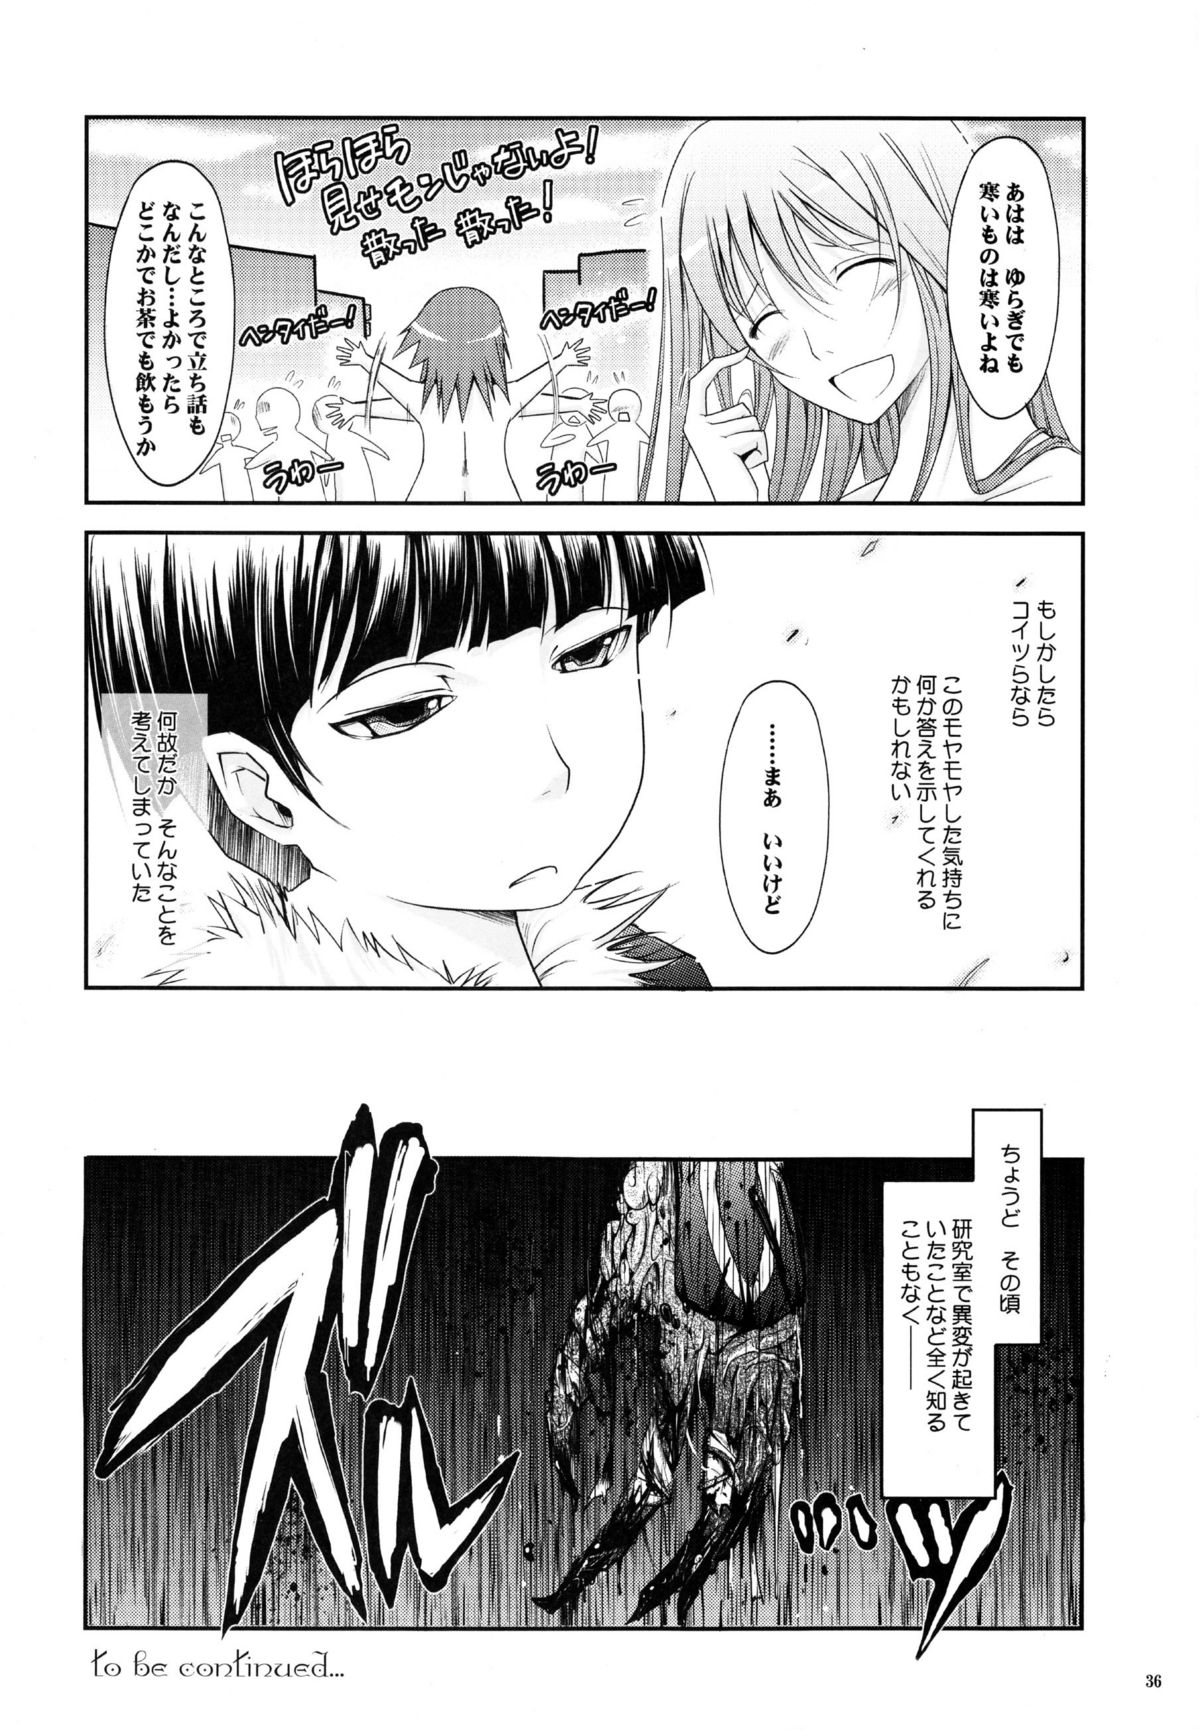 あはは　ゆらぎでも
寒いものは寒いよね
ほらほら
見せモンじゃないよ！
散った 散った！
ヘンタイだー！
うわー
ヘンタイだー！
うわー
こんなところで立ち話も
なんだし…よかったら
どこかでお茶でも飲もうか
もしかしたら
コイツらなら
このモヤモヤした気持ちに
何か答えを示してくれる
かもしれない
……まあ　いいけど
何故だか　そんなことを
考えてしまっていた
ちょうど　その頃
研究室で異変が起きて
いたことなど全く知る
こともなく――
ズル
ッ
to be continued...
36